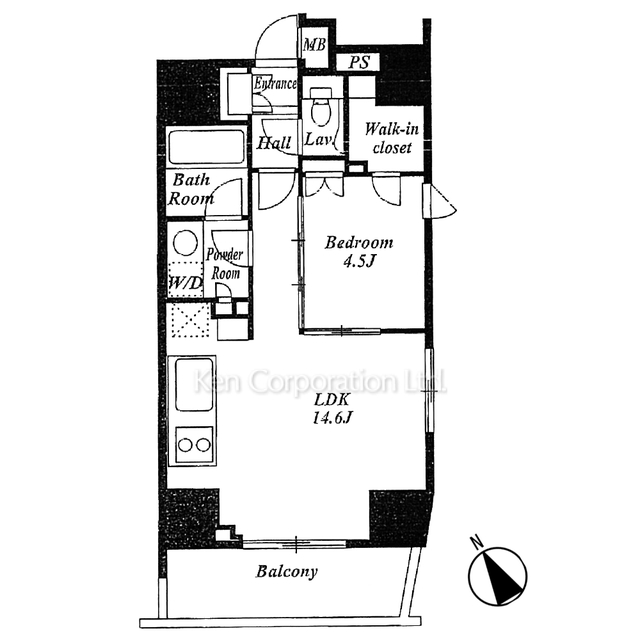 MB
PS
Entrance
Hall
Lav.
Walk-in
closet
Bath
Room
Bedroom
4.5J
Powder
Room
W/D
Ken Corporation Ltd.
LDK
14.6J
Balcony
N